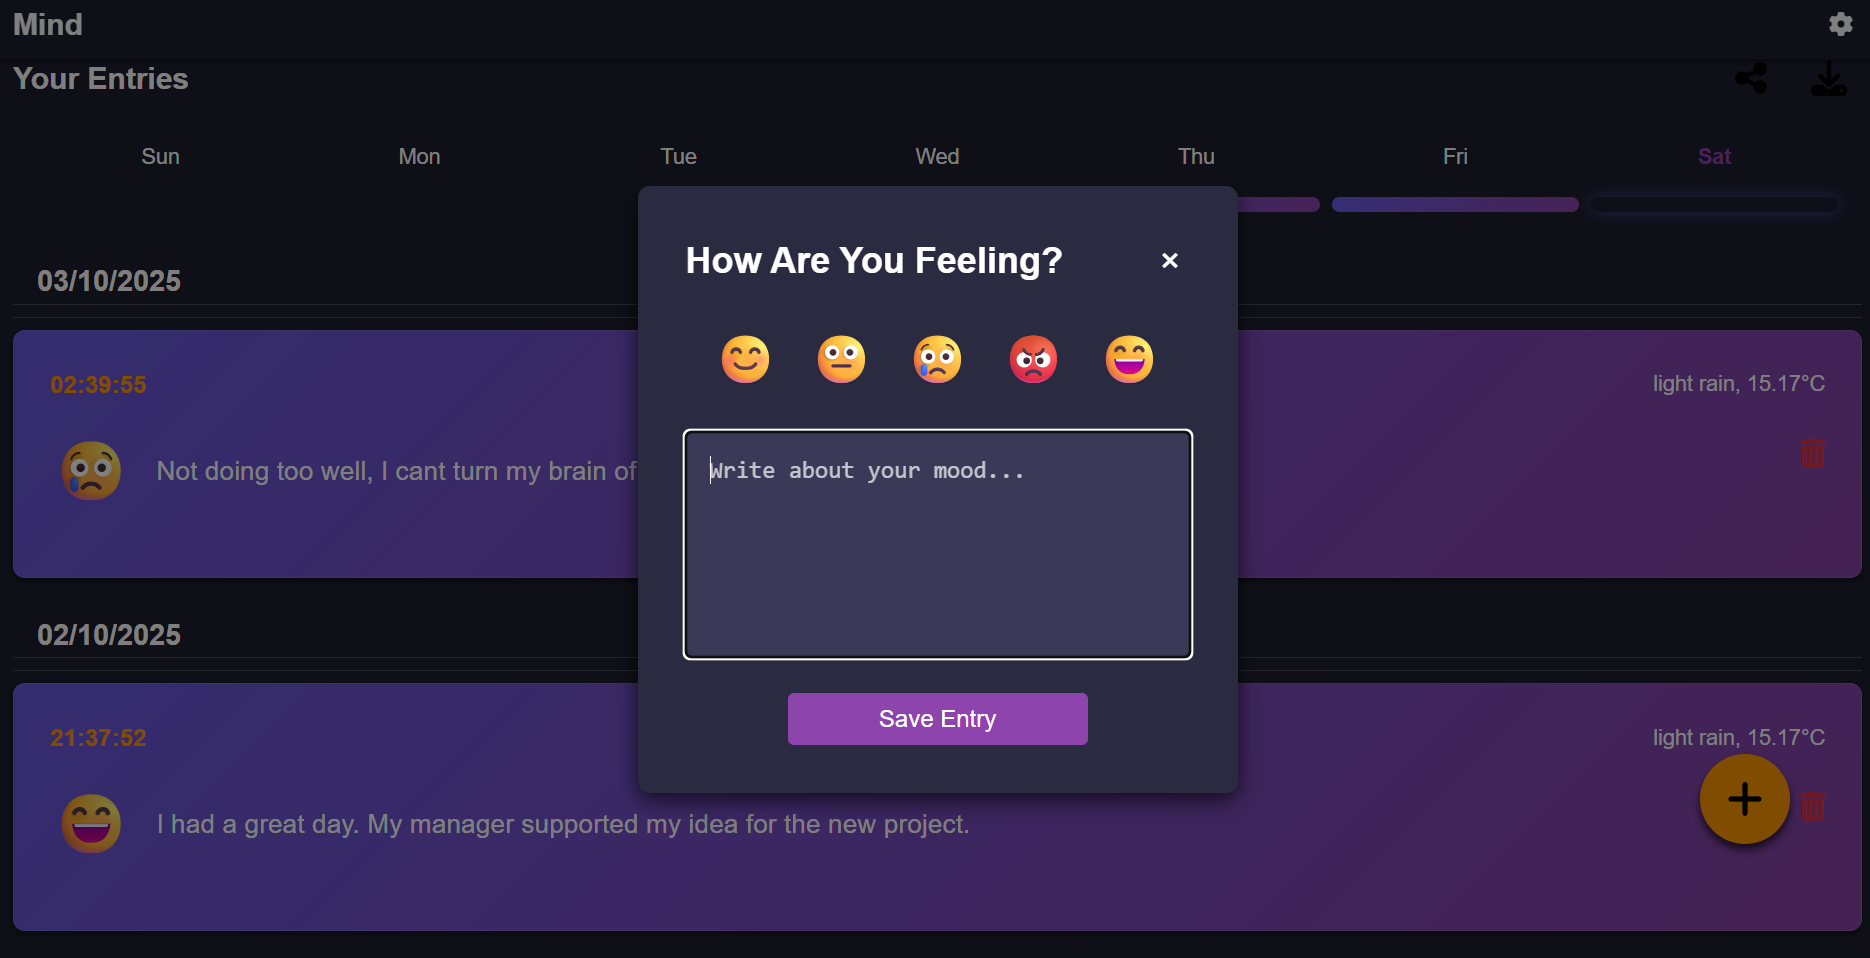 Mind
Your Entries
Sun Mon Tue Wed Thu Fri Sat
How Are You Feeling?
Write about your mood...
Save Entry
03/10/2025
02:39:55
light rain, 15.17°C
Not doing too well, I cant turn my brain
02/10/2025
21:37:52
light rain, 15.17°C
I had a great day. My manager supported my idea for the new project.